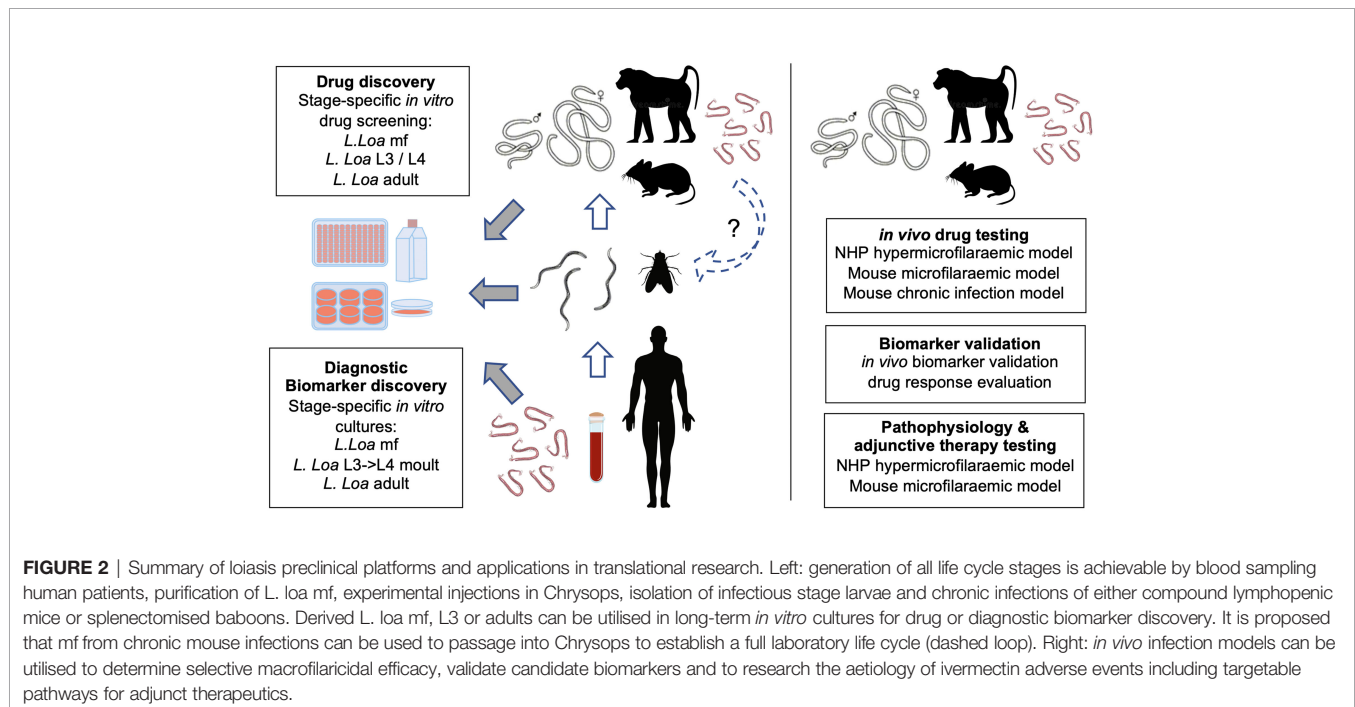 Drug discovery
Stage-specific in vitro
drug screening:
L.Loa mf
L. Loa L3 / L4
L. Loa adult
?
Diagnostic
Biomarker discovery
Stage-specific in vitro
cultures:
L.Loa mf
L. Loa L3->L4 moult
L. Loa adult
♂
♀
♂
♀
in vivo drug testing
NHP hypermicrofilaraemic model
Mouse microfilaraemic model
Mouse chronic infection model
Biomarker validation
in vivo biomarker validation
drug response evaluation
Pathophysiology &
adjunctive therapy testing
NHP hypermicrofilaraemic model
Mouse microfilaraemic model
FIGURE 2 | Summary of loiasis preclinical platforms and applications in translational research. Left: generation of all life cycle stages is achievable by blood sampling
human patients, purification of L. loa mf, experimental injections in Chrysops, isolation of infectious stage larvae and chronic infections of either compound lymphopenic
mice or splenectomised baboons. Derived L. loa mf, L3 or adults can be utilised in long-term in vitro cultures for drug or diagnostic biomarker discovery. It is proposed
that mf from chronic mouse infections can be used to passage into Chrysops to establish a full laboratory life cycle (dashed loop). Right: in vivo infection models can be
utilised to determine selective macrofilaricidal efficacy, validate candidate biomarkers and to research the aetiology of ivermectin adverse events including targetable
pathways for adjunct therapeutics.